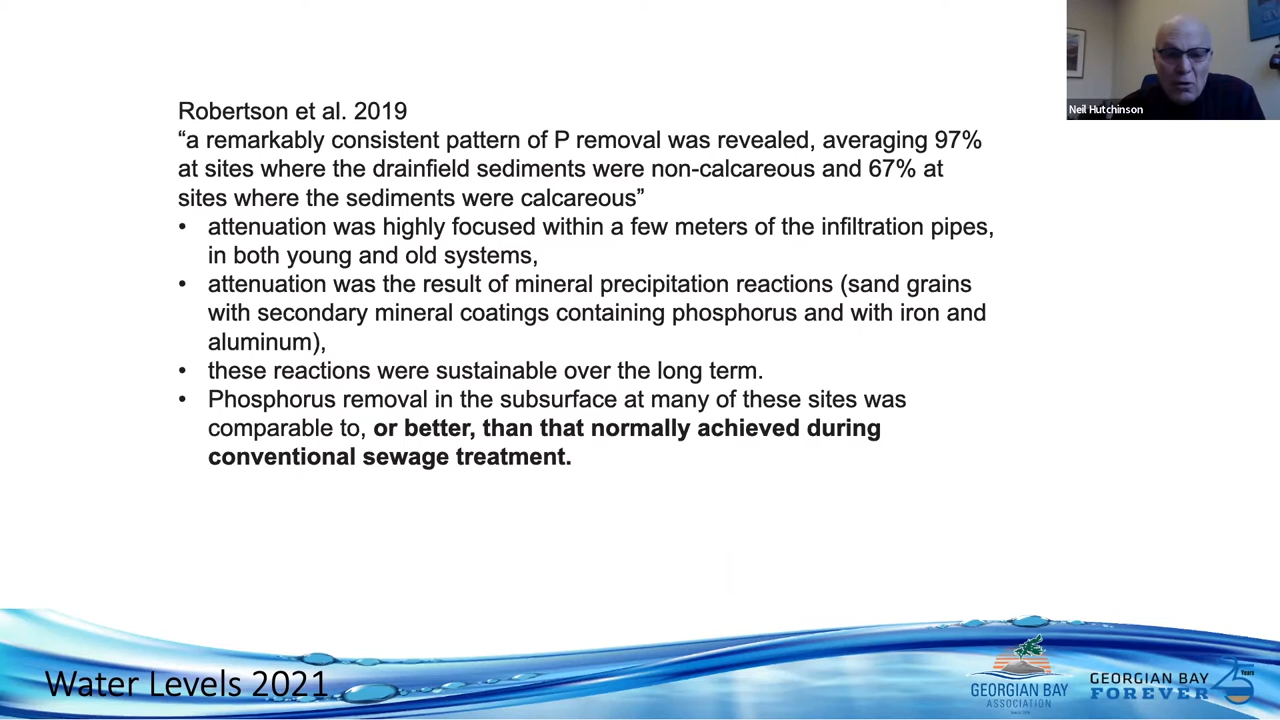 Neil Hutchinson
Robertson et al. 2019
“a remarkably consistent pattern of P removal was revealed, averaging 97%
at sites where the drainfield sediments were non-calcareous and 67% at
sites where the sediments were calcareous”
• attenuation was highly focused within a few meters of the infiltration pipes,
in both young and old systems,
• attenuation was the result of mineral precipitation reactions (sand grains
with secondary mineral coatings containing phosphorus and with iron and
aluminum),
• these reactions were sustainable over the long term.
• Phosphorus removal in the subsurface at many of these sites was
comparable to, or better, than that normally achieved during
conventional sewage treatment.
Water Levels 2021
GEORGIAN BAY
ASSOCIATION
GEORGIAN BAY
FOREVER
25 Years